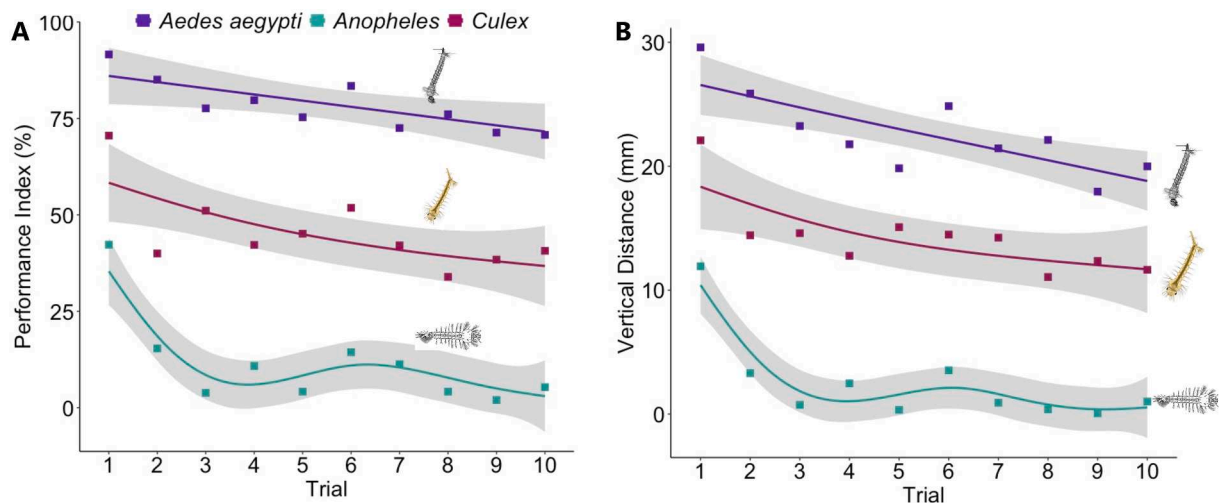 A
Aedes aegypti Anopheles Culex
Performance Index (%)
100
75
50
25
0
1 2 3 4 5 6 7 8 9 10
Trial
B
Vertical Distance (mm)
30
20
10
0
1 2 3 4 5 6 7 8 9 10
Trial